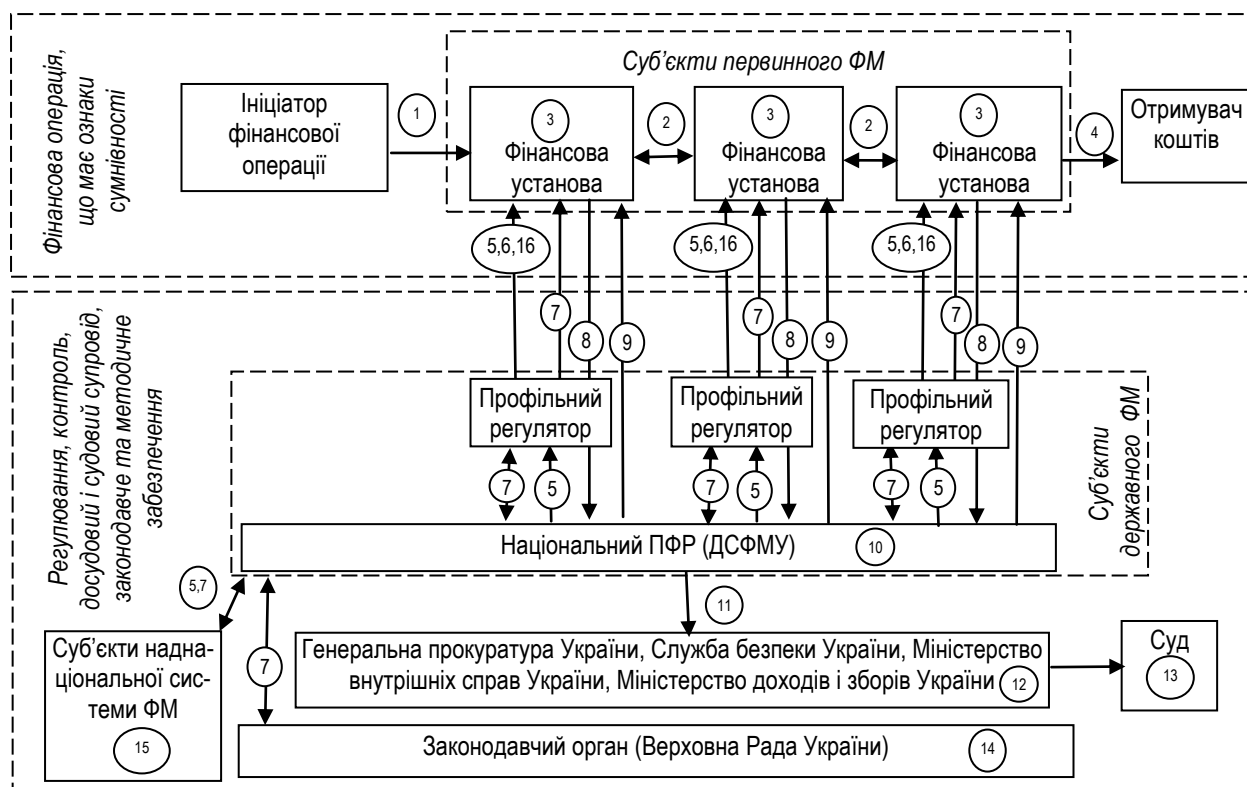 Фінансова операція,
що має ознаки
сумнівності
Суб’єкти первинного ФМ
Ініціатор
фінансової
операції
1
3
Фінансова
установа
2
3
Фінансова
установа
2
3
Фінансова
установа
4
Отримувач
коштів
5,6,16
5,6,16
5,6,16
7
8
9
7
8
9
7
8
9
Регулювання, контроль,
досудовий і судовий супровід,
законодавче та методичне
забезпечення
Профільний
регулятор
Профільний
регулятор
Профільний
регулятор
Суб’єкти
державного ФМ
7
5
7
5
7
5
Національний ПФР (ДСФМУ)
10
5,7
11
Суб’єкти надна-
ціональної сис-
теми ФМ
15
7
Генеральна прокуратура України, Служба безпеки України, Міністерство
внутрішніх справ України, Міністерство доходів і зборів України
12
Суд
13
Законодавчий орган (Верховна Рада України)
14